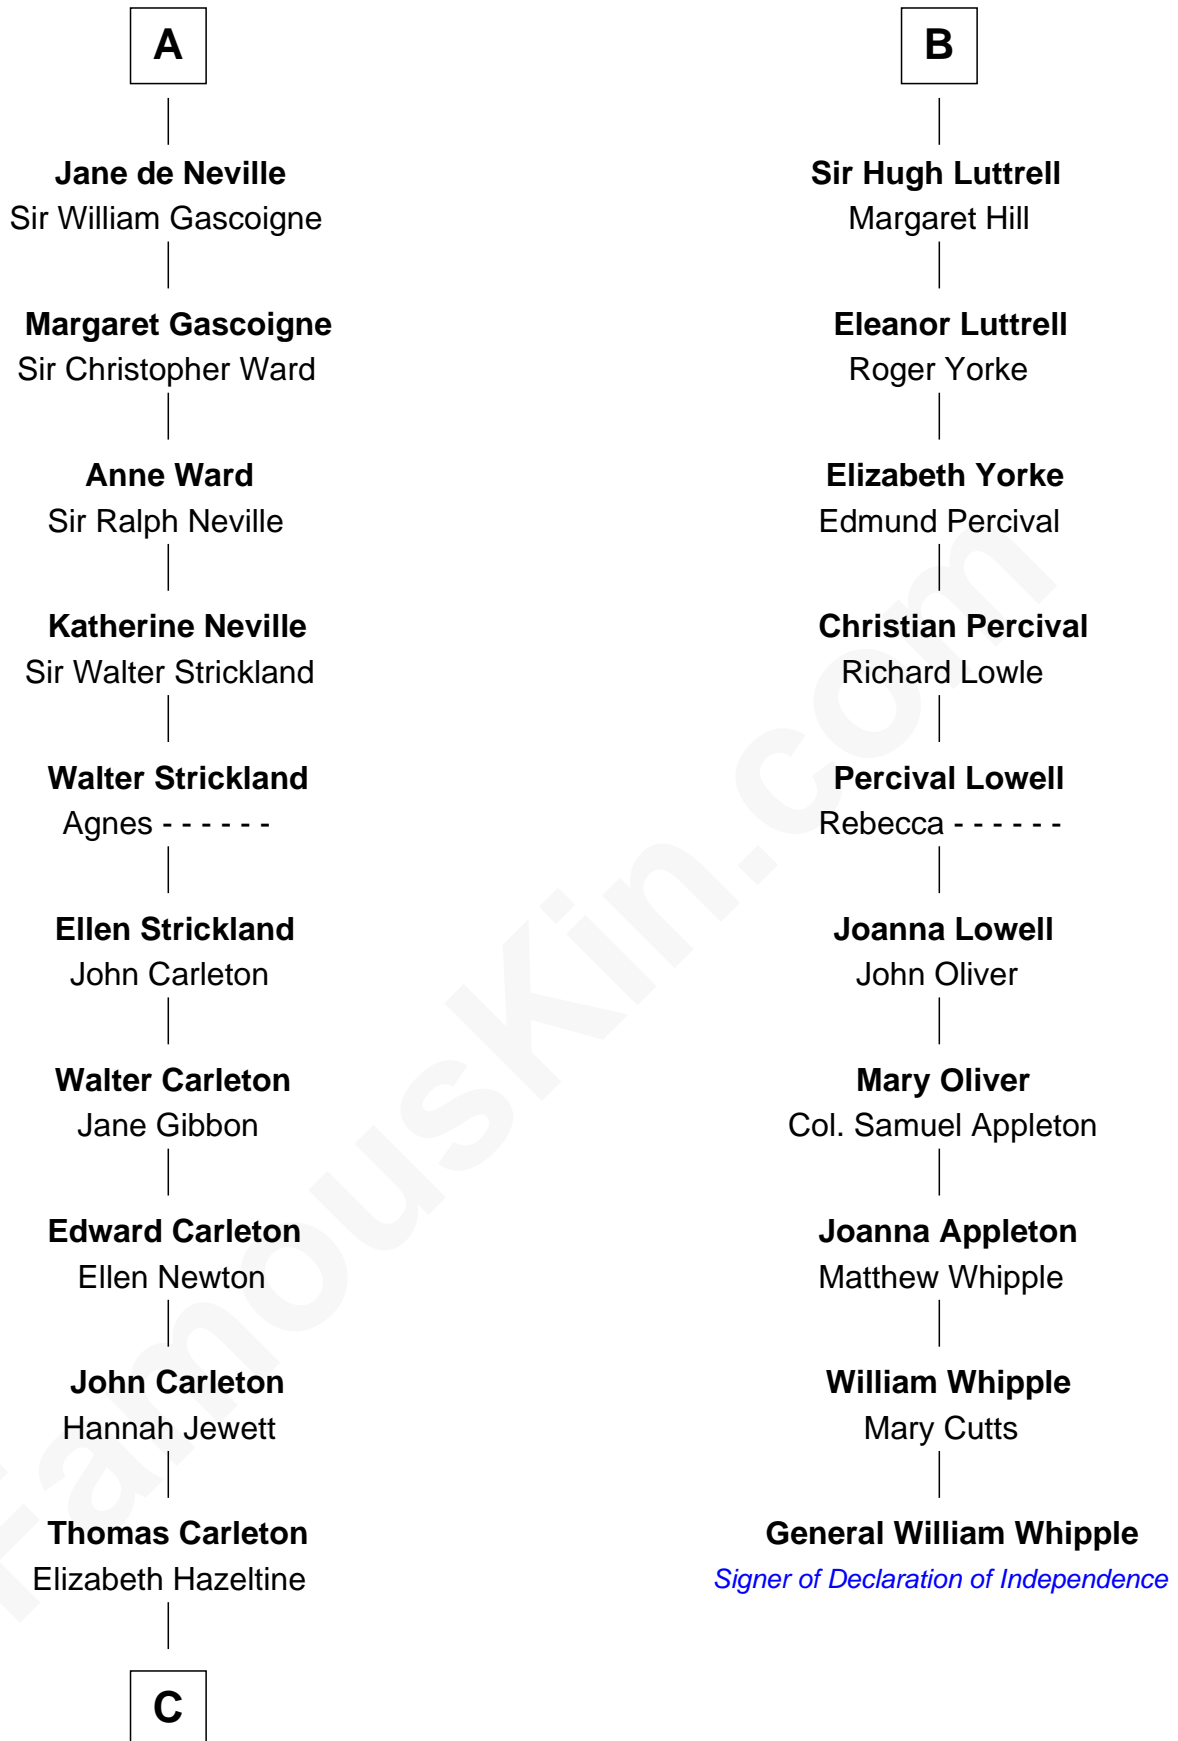 A
Jane de Neville
Sir William Gascoigne
Margaret Gascoigne
Sir Christopher Ward
Anne Ward
Sir Ralph Neville
Katherine Neville
Sir Walter Strickland
Walter Strickland
Agnes - - - - - -
Ellen Strickland
John Carleton
Walter Carleton
Jane Gibbon
Edward Carleton
Ellen Newton
John Carleton
Hannah Jewett
Thomas Carleton
Elizabeth Hazeltine
C
B
Sir Hugh Luttrell
Margaret Hill
Eleanor Luttrell
Roger Yorke
Elizabeth Yorke
Edmund Percival
Christian Percival
Richard Lowle
Percival Lowell
Rebecca - - - - - -
Joanna Lowell
John Oliver
Mary Oliver
Col. Samuel Appleton
Joanna Appleton
Matthew Whipple
William Whipple
Mary Cutts
General William Whipple
Signer of Declaration of Independence
FamousKin.com